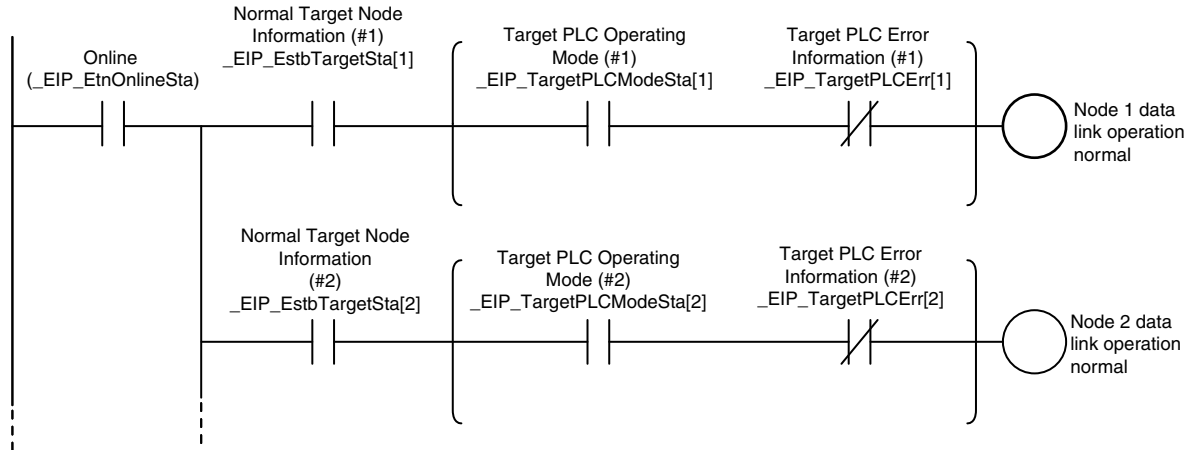 Normal Target Node
Information (#1)
_EIP_EstbTargetSta[1]
Online
(_EIP_EtnOnlineSta)
Target PLC Operating
Mode (#1)
_EIP_TargetPLCModeSta[1]
Target PLC Error
Information (#1)
_EIP_TargetPLCErr[1]
Node 1 data
link operation
normal
Normal Target Node
Information
(#2)
_EIP_EstbTargetSta[2]
Target PLC Operating
Mode (#2)
_EIP_TargetPLCModeSta[2]
Target PLC Error
Information (#2)
_EIP_TargetPLCErr[2]
Node 2 data
link operation
normal